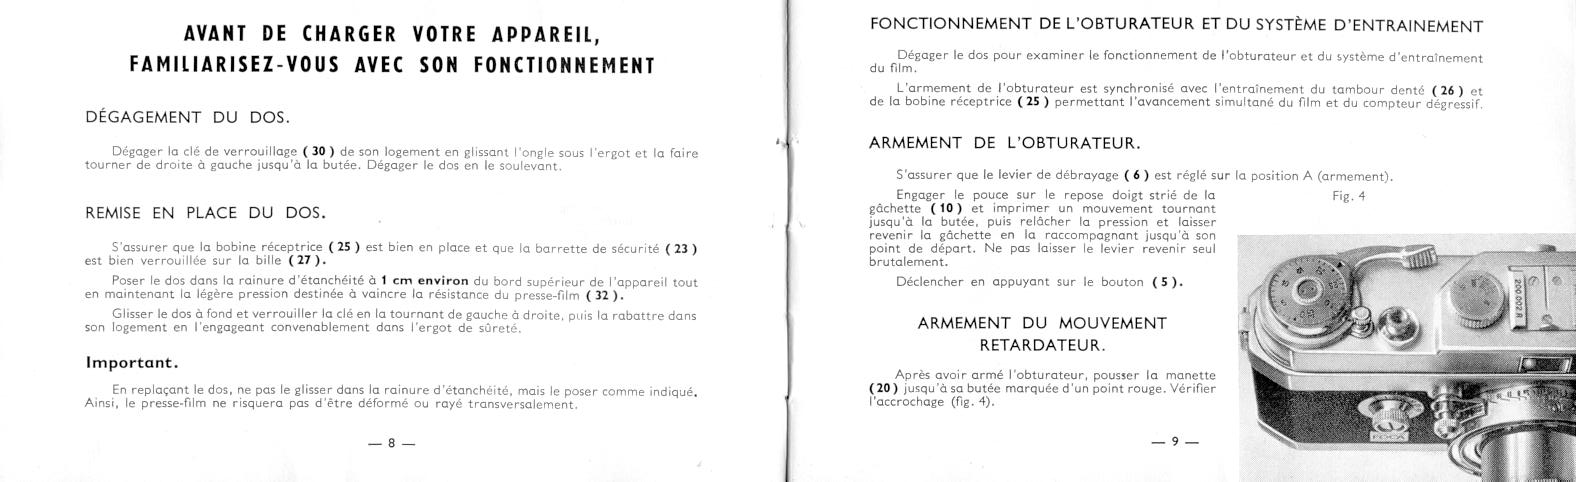 AVANT DE CHARGER VOTRE APPAREIL,
FAMILIARISEZ-VOUS AVEC SON FONCTIONNEMENT
DÉGAGEMENT DU DOS.
Dégager la clé de verrouillage ( 30 ) de son logement en glissant l'ongle sous l'ergot et la faire
tourner de droite à gauche jusqu'à la butée. Dégager le dos en le soulevant.
REMISE EN PLACE DU DOS.
S'assurer que la bobine réceptrice ( 25 ) est bien en place et que la barrette de sécurité ( 23 )
est bien verrouillée sur la bille ( 27 ).
Poser le dos dans la rainure d'étanchéité à 1 cm environ du bord supérieur de l'appareil tout
en maintenant la légère pression destinée à vaincre la résistance du presse-film ( 32 ).
Glisser le dos à fond et verrouiller la clé en la tournant de gauche à droite, puis la rabattre dans
son logement en l'engageant convenablement dans l'ergot de sûreté.
Important.
En replaçant le dos, ne pas le glisser dans la rainure d'étanchéité, mais le poser comme indiqué.
Ainsi, le presse-film ne risquera pas d'être déformé ou rayé transversalement.
— 8 —
FONCTIONNEMENT DE L'OBTURATEUR ET DU SYSTÈME D'ENTRAINEMENT
Dégager le dos pour examiner le fonctionnement de l'obturateur et du système d'entraînement
du film.
L'armement de l'obturateur est synchronisé avec l'entraînement du tambour denté ( 26 ) et
de la bobine réceptrice ( 25 ) permettant l'avancement simultané du film et du compteur dégressif.
ARMEMENT DE L'OBTURATEUR.
S'assurer que le levier de débrayage ( 6 ) est réglé sur la position A (armement).
Engager le pouce sur le repose doigt strié de la
gâchette ( 10 ) et imprimer un mouvement tournant
jusqu'à la butée, puis relâcher la pression et laisser
revenir la gâchette en la raccompagnant jusqu'à son
point de départ. Ne pas laisser le levier revenir seul
brutalement.
Déclencher en appuyant sur le bouton ( 5 ).
ARMEMENT DU MOUVEMENT
RETARDATEUR.
Après avoir armé l'obturateur, pousser la manette
( 20 ) jusqu'à sa butée marquée d'un point rouge. Vérifier
l'accrochage (fig. 4).
— 9 —
Fig. 4
200.002 R
FOCA